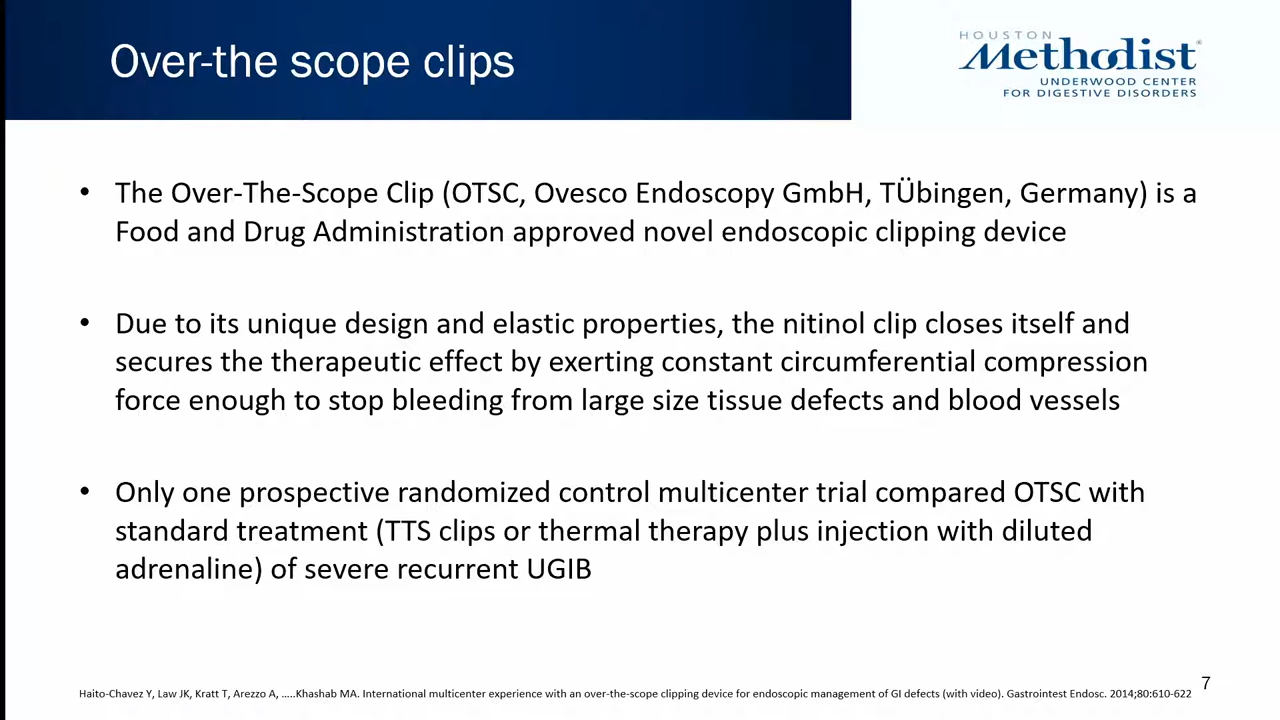 Over-the scope clips
HOUSTON
Methodist®
UNDERWOOD CENTER
FOR DIGESTIVE DISORDERS
• The Over-The-Scope Clip (OTSC, Ovesco Endoscopy GmbH, TÜbingen, Germany) is a
Food and Drug Administration approved novel endoscopic clipping device
• Due to its unique design and elastic properties, the nitinol clip closes itself and
secures the therapeutic effect by exerting constant circumferential compression
force enough to stop bleeding from large size tissue defects and blood vessels
• Only one prospective randomized control multicenter trial compared OTSC with
standard treatment (TTS clips or thermal therapy plus injection with diluted
adrenaline) of severe recurrent UGIB
Haito-Chavez Y, Law JK, Kratt T, Arezzo A, …..Khashab MA. International multicenter experience with an over-the-scope clipping device for endoscopic management of GI defects (with video). Gastrointest Endosc. 2014;80:610-622
7